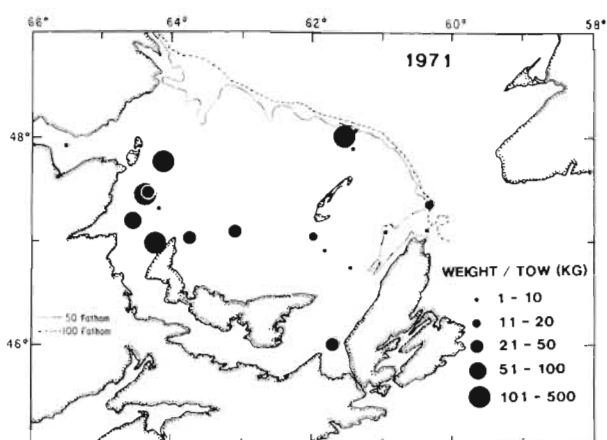 66° 64° 62° 60° 58°
1971
48°
WEIGHT / TOW (KG)
1 - 10
11 - 20
50 fathom
100 fathom
21 - 50
46°
51 - 100
101 - 500